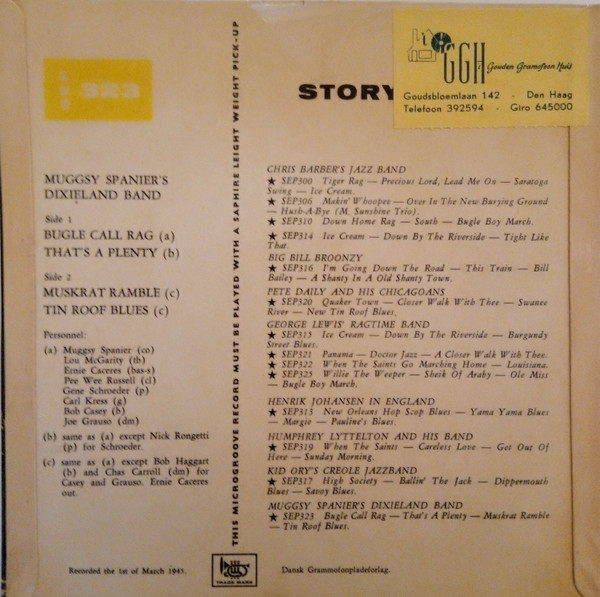 323
MUGGSY SPANIER'S
DIXIELAND BAND
Side 1
BUGLE CALL RAG (a)
THAT'S A PLENTY (b)
Side 2
MUSKRAT RAMBLE (c)
TIN ROOF BLUES (c)
Personnel:
(a) Muggsy Spanier (co)
Lou McGarity (tb)
Ernie Caceres (bas-s)
Pee Wee Russell (cl)
Gene Schroeder (p)
Carl Kress (g)
Bob Casey (b)
Joe Grauso (dm)
(b) same as (a) except Nick Rongetti
(p) for Schroeder.
(c) same as (a) except Bob Haggart
(b) and Chas Carroll (dm) for
Casey and Grauso. Ernie Caceres
out.
Recorded the 1st of March 1945.
THIS MICROGROOVE RECORD MUST BE PLAYED WITH A SAPHIRE LEIGHT WEIGHT PICK-UP
TRADE MARK
STORY
GGH Gouden Gramofoon Huis
Goudsbloemlaan 142 - Den Haag
Telefoon 392594 - Giro 645000
CHRIS BARBER'S JAZZ BAND
★ SEP300 Tiger Rag — Precious Lord, Lead Me On — Saratoga
Swing — Ice Cream.
★ SEP306 Makin' Whoopee — Over In The New Burying Ground
— Hush-A-Bye (M. Sunshine Trio).
★ SEP310 Down Home Rag — South — Bugle Boy March.
★ SEP314 Ice Cream — Down By The Riverside — Tight Like
That.
BIG BILL BROONZY
★ SEP316 I'm Going Down The Road — This Train — Bill
Bailey — A Shanty In A Old Shanty Town.
PETE DAILY AND HIS CHICAGOANS
★ SEP320 Quaker Town — Closer Walk With Thee — Swanee
River — New Tin Roof Blues.
GEORGE LEWIS' RAGTIME BAND
★ SEP315 Ice Cream — Down By The Riverside — Burgundy
Street Blues.
★ SEP321 Panama — Doctor Jazz — A Closer Walk With Thee.
★ SEP322 When The Saints Go Marching Home — Louisiana.
★ SEP325 Willie The Weeper — Sheik Of Araby — Ole Miss
— Bugle Boy March.
HENRIK JOHANSEN IN ENGLAND
★ SEP313 New Orleans Hop Scop Blues — Yama Yama Blues
— Margie — Pauline's Blues.
HUMPHREY LYTTELTON AND HIS BAND
★ SEP319 When The Saints — Careless Love — Get Out Of
Here — Sunday Morning.
KID ORY'S CREOLE JAZZBAND
★ SEP317 High Society — Ballin' The Jack — Dippermouth
Blues — Savoy Blues.
MUGGSY SPANIER'S DIXIELAND BAND
★ SEP323 Bugle Call Rag — That's A Plenty — Muskrat Ramble
— Tin Roof Blues.
Dansk Grammofonpladeforlag.